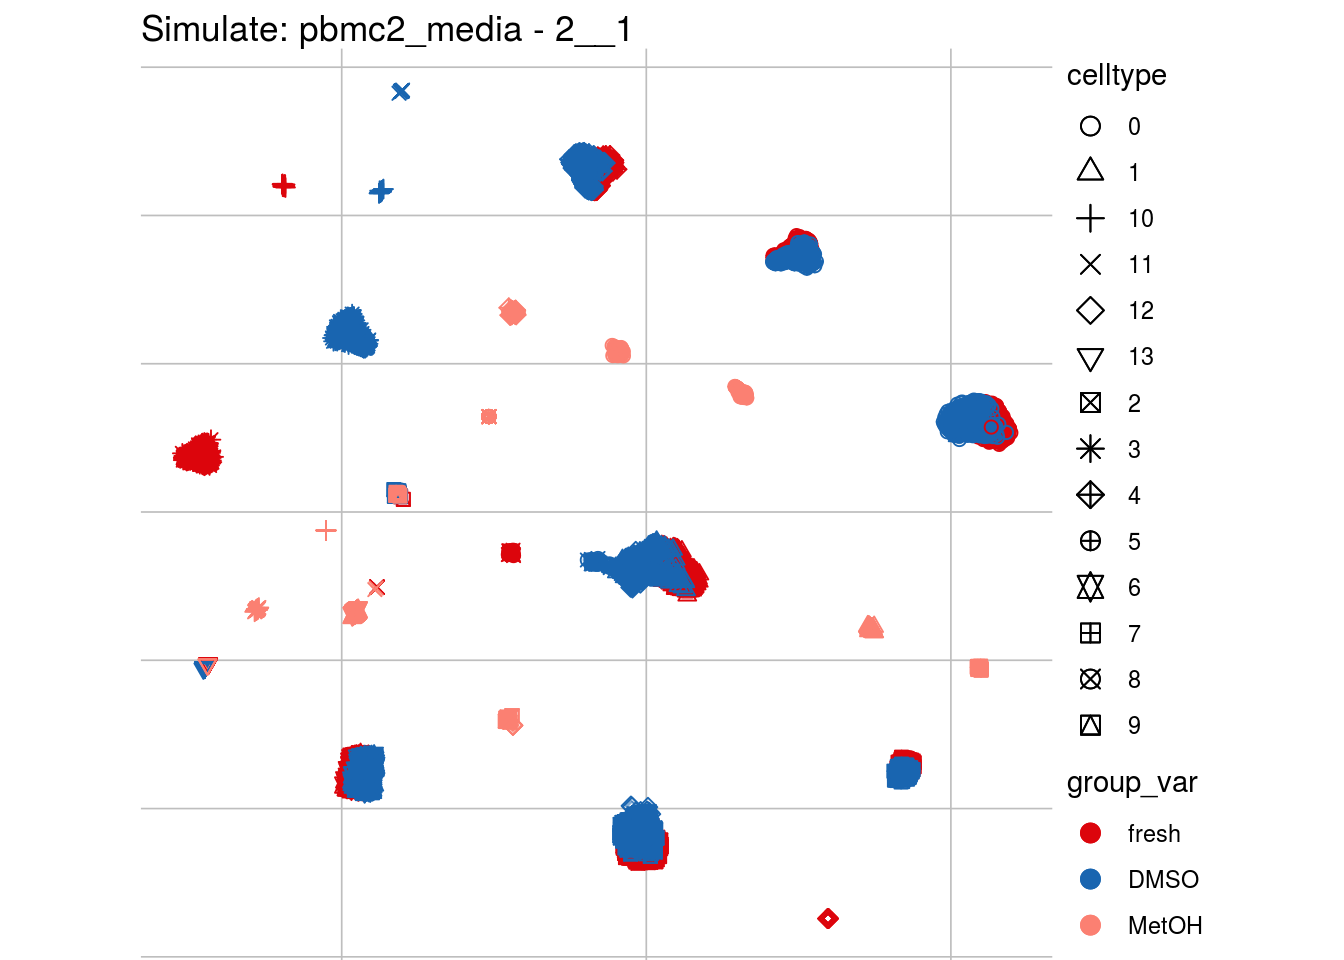 Simulate: pbmc2_media - 2__1
celltype
0
1
10
11
12
13
2
3
4
5
6
7
8
9
group_var
fresh
DMSO
MetOH